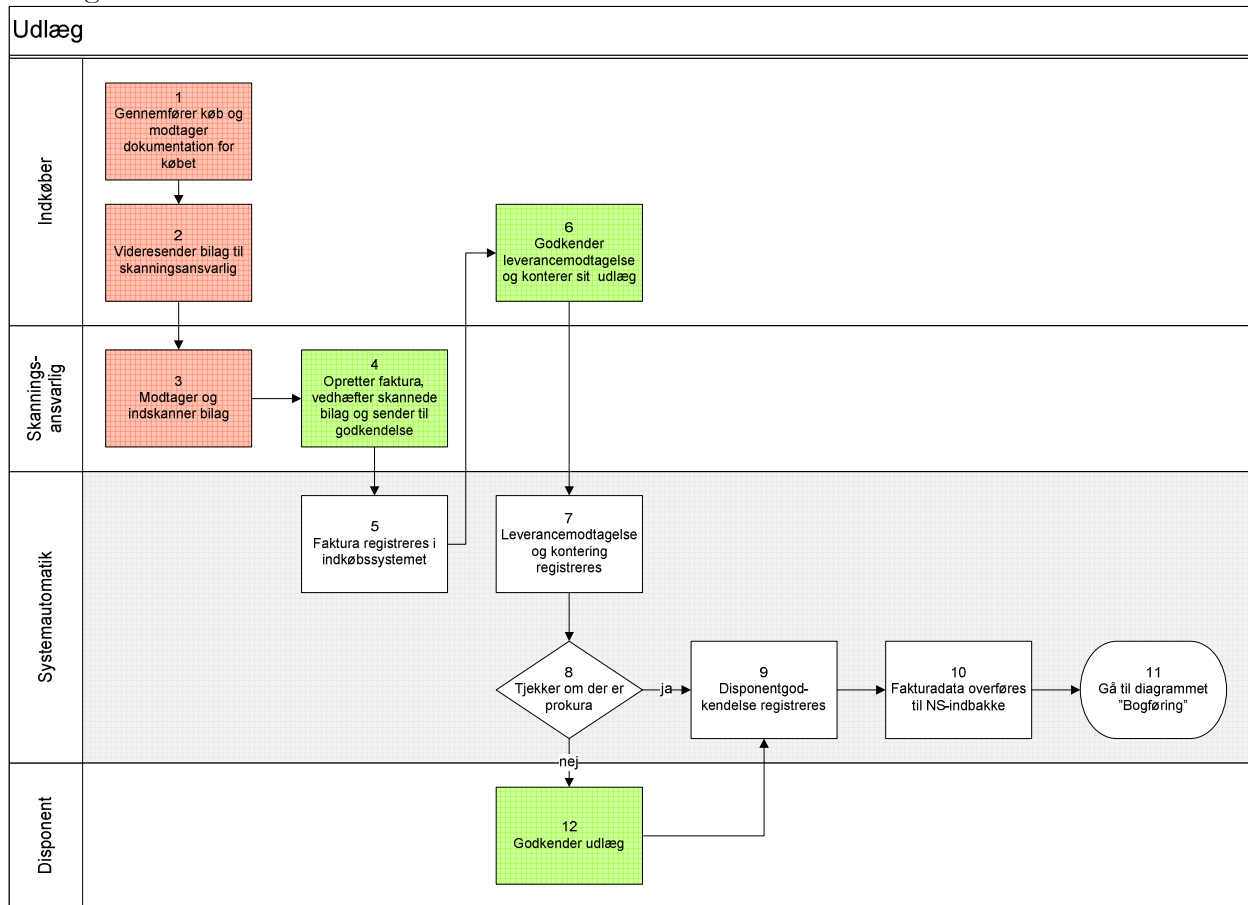 Udlæg
Indkøber
1
Gennemfører køb og
modtager
dokumentation for
købet
2
Videresender bilag til
skanningsansvarlig
6
Godkender
leverancemodtagelse
og konterer sit udlæg
Skannings-
ansvarlig
3
Modtager og
indskanner bilag
4
Opretter faktura,
vedhæfter skannede
bilag og sender til
godkendelse
Systemautomatik
5
Faktura registreres i
indkøbssystemet
7
Leverancemodtagelse
og kontering
registreres
8
Tjekker om der er
prokura
ja
nej
9
Disponentgod-
kendelse registreres
10
Fakturadata overføres
til NS-indbakke
11
Gå til diagrammet
"Bogføring"
Disponent
12
Godkender udlæg